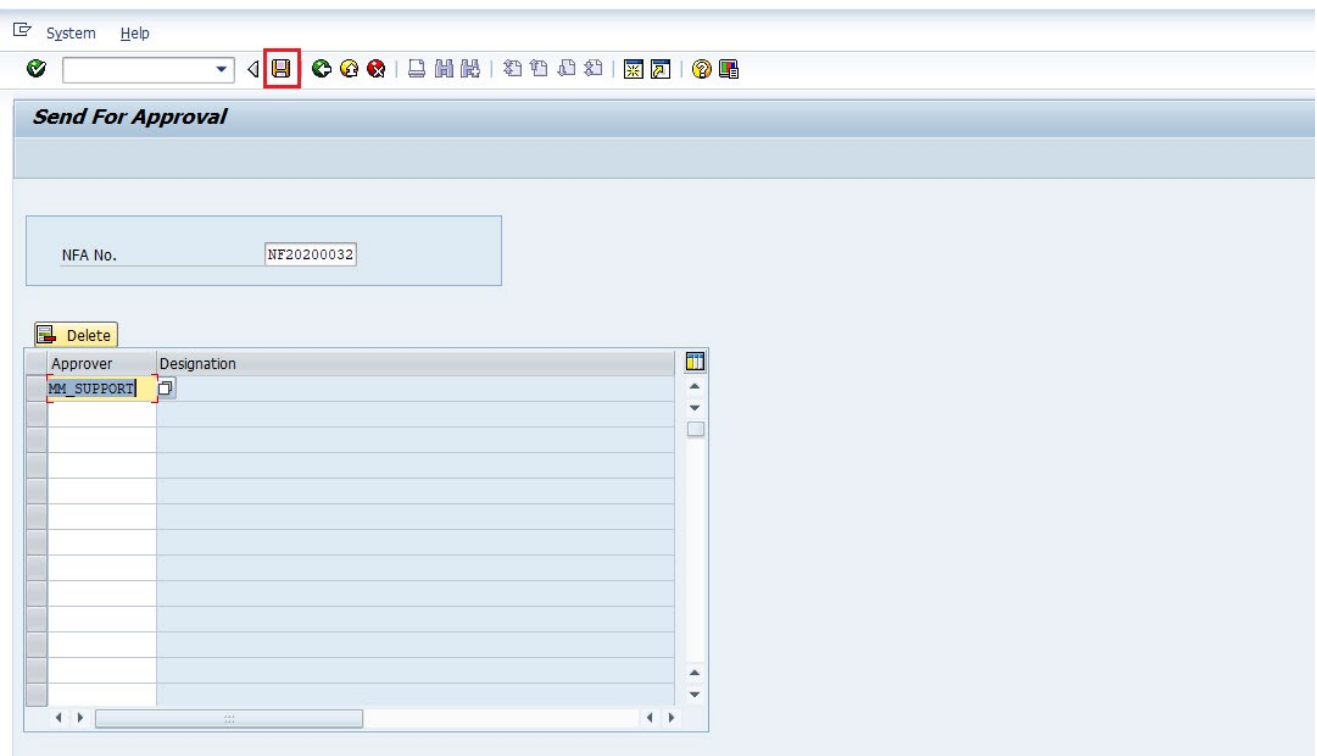 System Help
Send For Approval
NFA No. NF20200032
Delete
Approver Designation
MM_SUPPORT